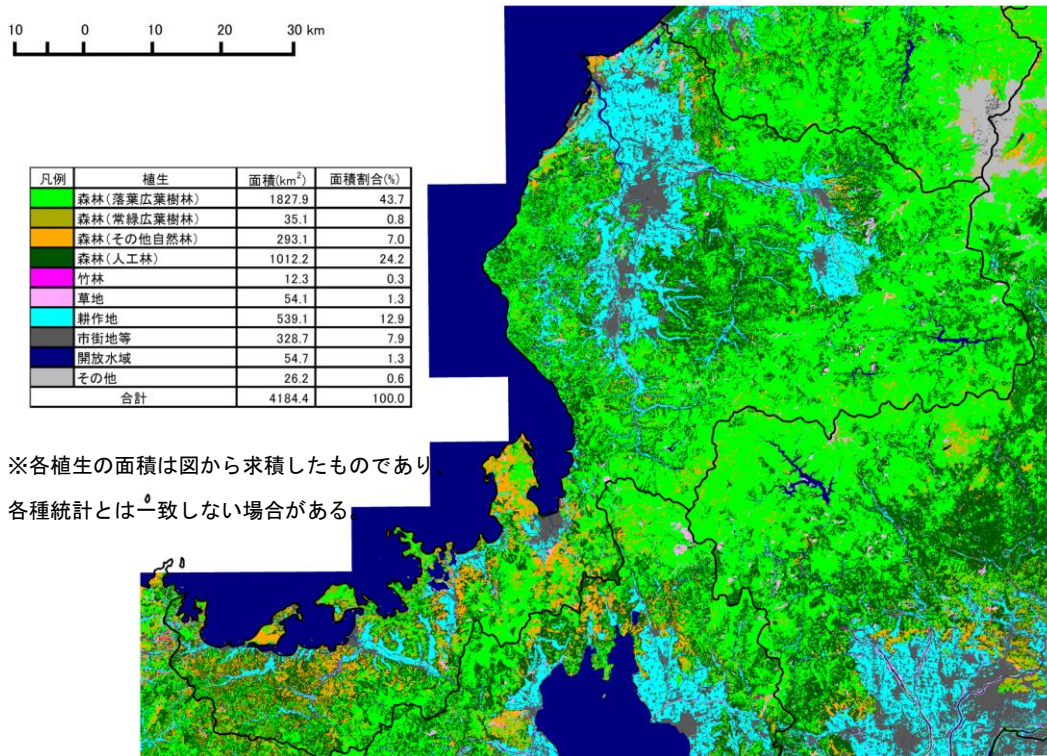 10 0 10 20 30 km
凡例 植生 面積(km²) 面積割合(%)
森林(落葉広葉樹林) 1827.9 43.7
森林(常緑広葉樹林) 35.1 0.8
森林(その他自然林) 293.1 7.0
森林(人工林) 1012.2 24.2
竹林 12.3 0.3
草地 54.1 1.3
耕作地 539.1 12.9
市街地等 328.7 7.9
開放水域 54.7 1.3
その他 26.2 0.6
合計 4184.4 100.0
※各植生の面積は図から求積したものであり、
各種統計とは一致しない場合がある。